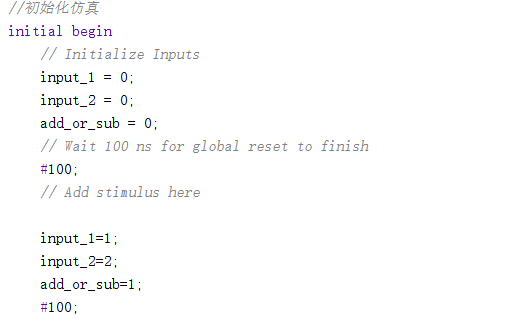 //初始化仿真
initial begin
// Initialize Inputs
input_1 = 0;
input_2 = 0;
add_or_sub = 0;
// Wait 100 ns for global reset to finish
#100;
// Add stimulus here
input_1=1;
input_2=2;
add_or_sub=1;
#100;